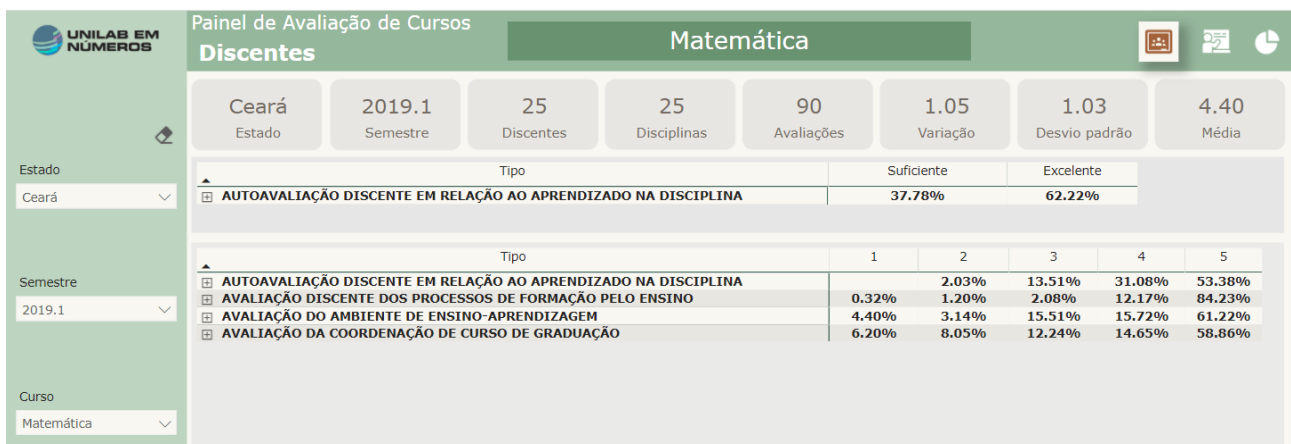 UNILAB EM
NÚMEROS
Painel de Avaliação de Cursos
Discentes
Matemática
Ceará 2019.1 25 25 90 1.05 1.03 4.40
Estado Semestre Discentes Disciplinas Avaliações Variação Desvio padrão Média
Estado
Ceará
Semestre
2019.1
Curso
Matemática
Tipo Suficiente Excelente
AUTOAVALIAÇÃO DISCENTE EM RELAÇÃO AO APRENDIZADO NA DISCIPLINA 37.78% 62.22%
Tipo 1 2 3 4 5
AUTOAVALIAÇÃO DISCENTE EM RELAÇÃO AO APRENDIZADO NA DISCIPLINA 2.03% 13.51% 31.08% 53.38%
AVALIAÇÃO DISCENTE DOS PROCESSOS DE FORMAÇÃO PELO ENSINO 0.32% 1.20% 2.08% 12.17% 84.23%
AVALIAÇÃO DO AMBIENTE DE ENSINO-APRENDIZAGEM 4.40% 3.14% 15.51% 15.72% 61.22%
AVALIAÇÃO DA COORDENAÇÃO DE CURSO DE GRADUAÇÃO 6.20% 8.05% 12.24% 14.65% 58.86%